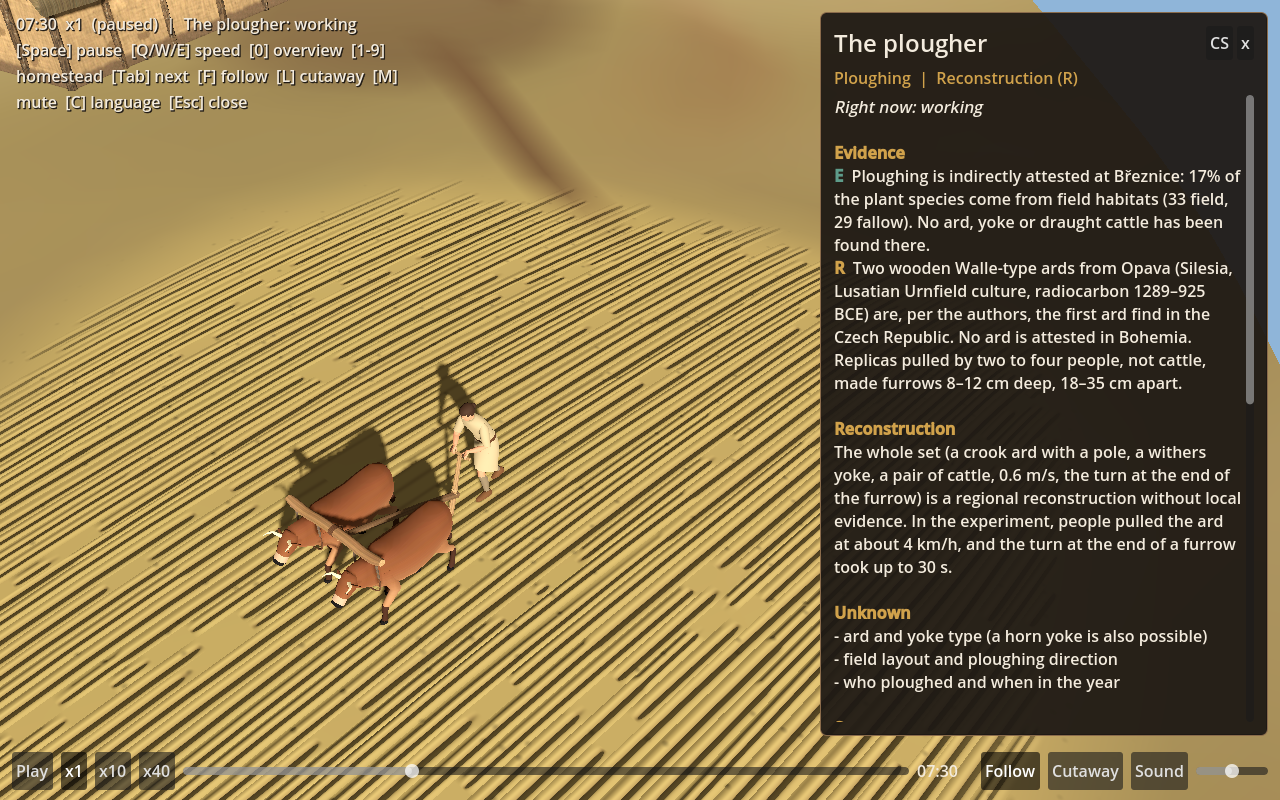 07:30  x1  (paused)  |  The plougher: working
[Space] pause  [Q/W/E] speed  [0] overview  [1-9]
homestead  [Tab] next  [F] follow  [L] cutaway  [M]
mute  [C] language  [Esc] close
The plougher
CS
x
Ploughing  |  Reconstruction (R)
Right now: working
Evidence
E  Ploughing is indirectly attested at Březnice: 17% of
the plant species come from field habitats (33 field,
29 fallow). No ard, yoke or draught cattle has been
found there.
R  Two wooden Walle-type ards from Opava (Silesia,
Lusatian Urnfield culture, radiocarbon 1289–925
BCE) are, per the authors, the first ard find in the
Czech Republic. No ard is attested in Bohemia.
Replicas pulled by two to four people, not cattle,
made furrows 8–12 cm deep, 18–35 cm apart.
Reconstruction
The whole set (a crook ard with a pole, a withers
yoke, a pair of cattle, 0.6 m/s, the turn at the end of
the furrow) is a regional reconstruction without local
evidence. In the experiment, people pulled the ard
at about 4 km/h, and the turn at the end of a furrow
took up to 30 s.
Unknown
- ard and yoke type (a horn yoke is also possible)
- field layout and ploughing direction
- who ploughed and when in the year
Play
x1
x10
x40
07:30
Follow
Cutaway
Sound